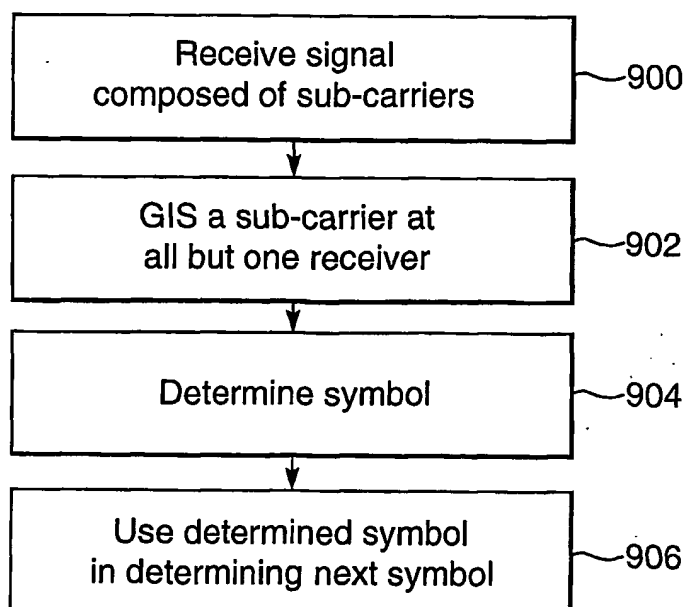 Receive signal
composed of sub-carriers
900
GIS a sub-carrier at
all but one receiver
902
Determine symbol
904
Use determined symbol
in determining next symbol
906